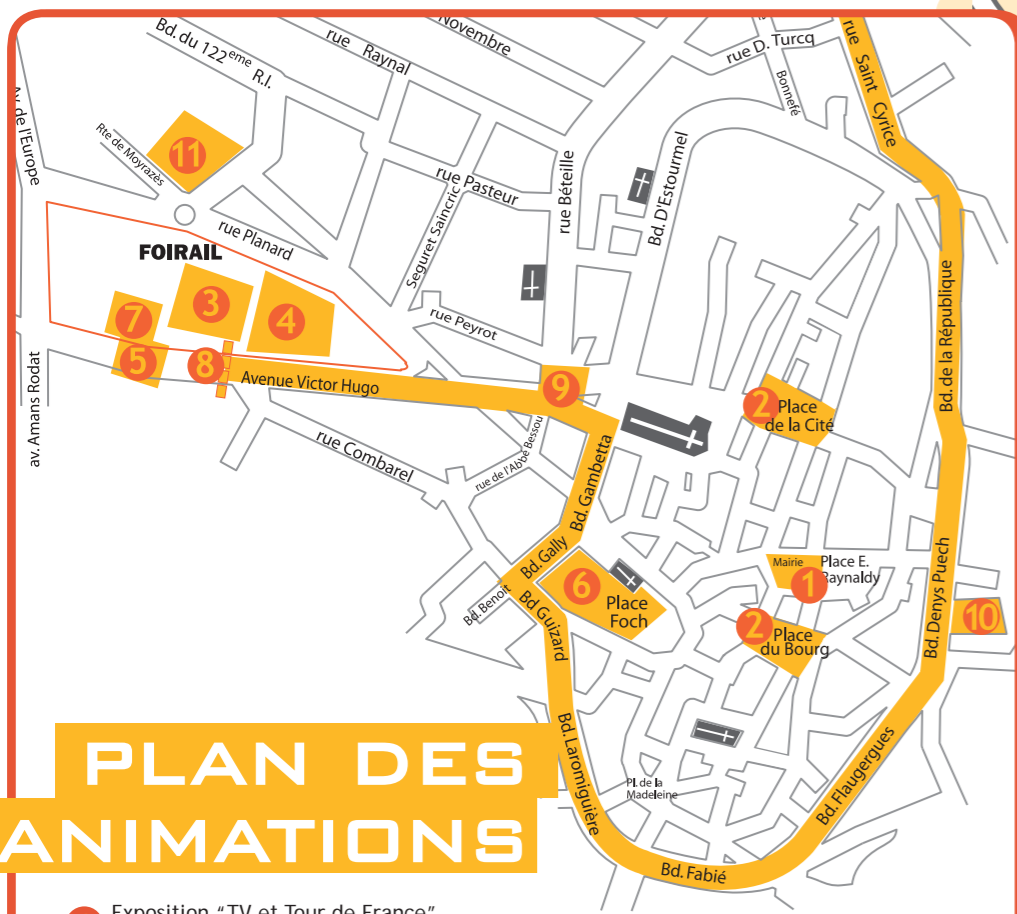 Novembre
rue D. Turcq
rue Saint Cyrice
Bd. du 122eme R.I.
rue Raynal
Bonnefé
Av. de l'Europe
Rte de Moyrazès
11
rue Pasteur
rue Béteille
Bd. D'Estourmel
Seguret Saincric
rue Planard
FOIRAIL
3
4
7
5
8
rue Peyrot
Bd. de la République
av. Amans Rodat
Avenue Victor Hugo
9
2
Place
de la Cité
rue Combarel
rue de l'Abbé Bessou
Bd. Gambetta
Bd. Gally
6
Place
Foch
Mairie
Place E.
Raynaldy
1
Bd. Denys Puech
10
Bd. Benoit
Bd Guizard
2
Place
du Bourg
Bd. Laromiguière
Pl. de la
Madeleine
Bd. Flaugergues
Bd. Fabié
PLAN DES
ANIMATIONS
Exposition "TV et Tour de France"